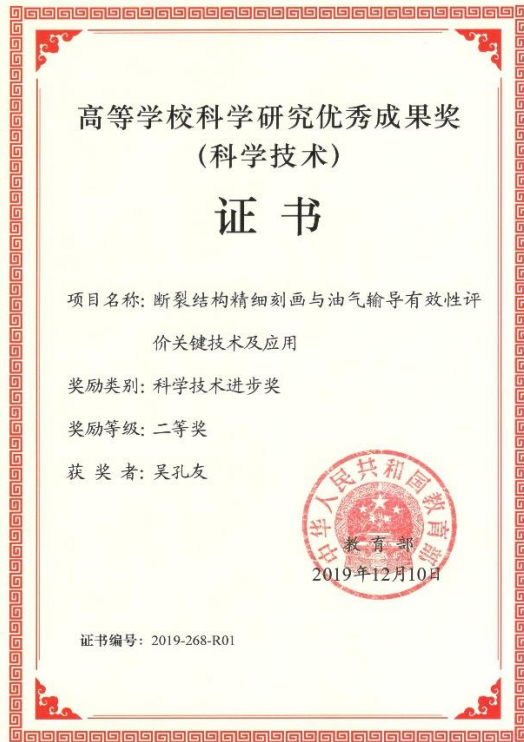 高等学校科学研究优秀成果奖
(科学技术)
证书
项目名称: 断裂结构精细刻画与油气输导有效性评
价关键技术及应用
奖励类别: 科学技术进步奖
奖励等级: 二等奖
获奖者: 吴孔友
中华人民共和国教育部
教育部
2019年12月10日
证书编号: 2019-268-R01